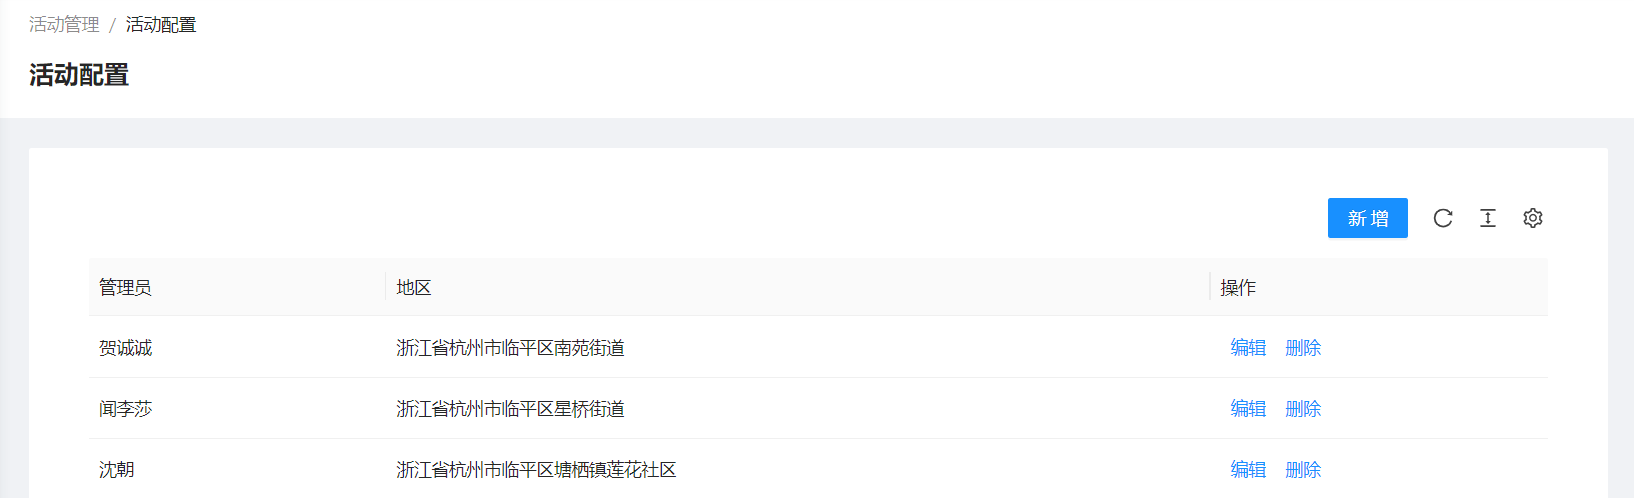 活动管理 / 活动配置
活动配置
新增
管理员 地区 操作
贺诚诚 浙江省杭州市临平区南苑街道 编辑 删除
闻李莎 浙江省杭州市临平区星桥街道 编辑 删除
沈朝 浙江省杭州市临平区塘栖镇莲花社区 编辑 删除